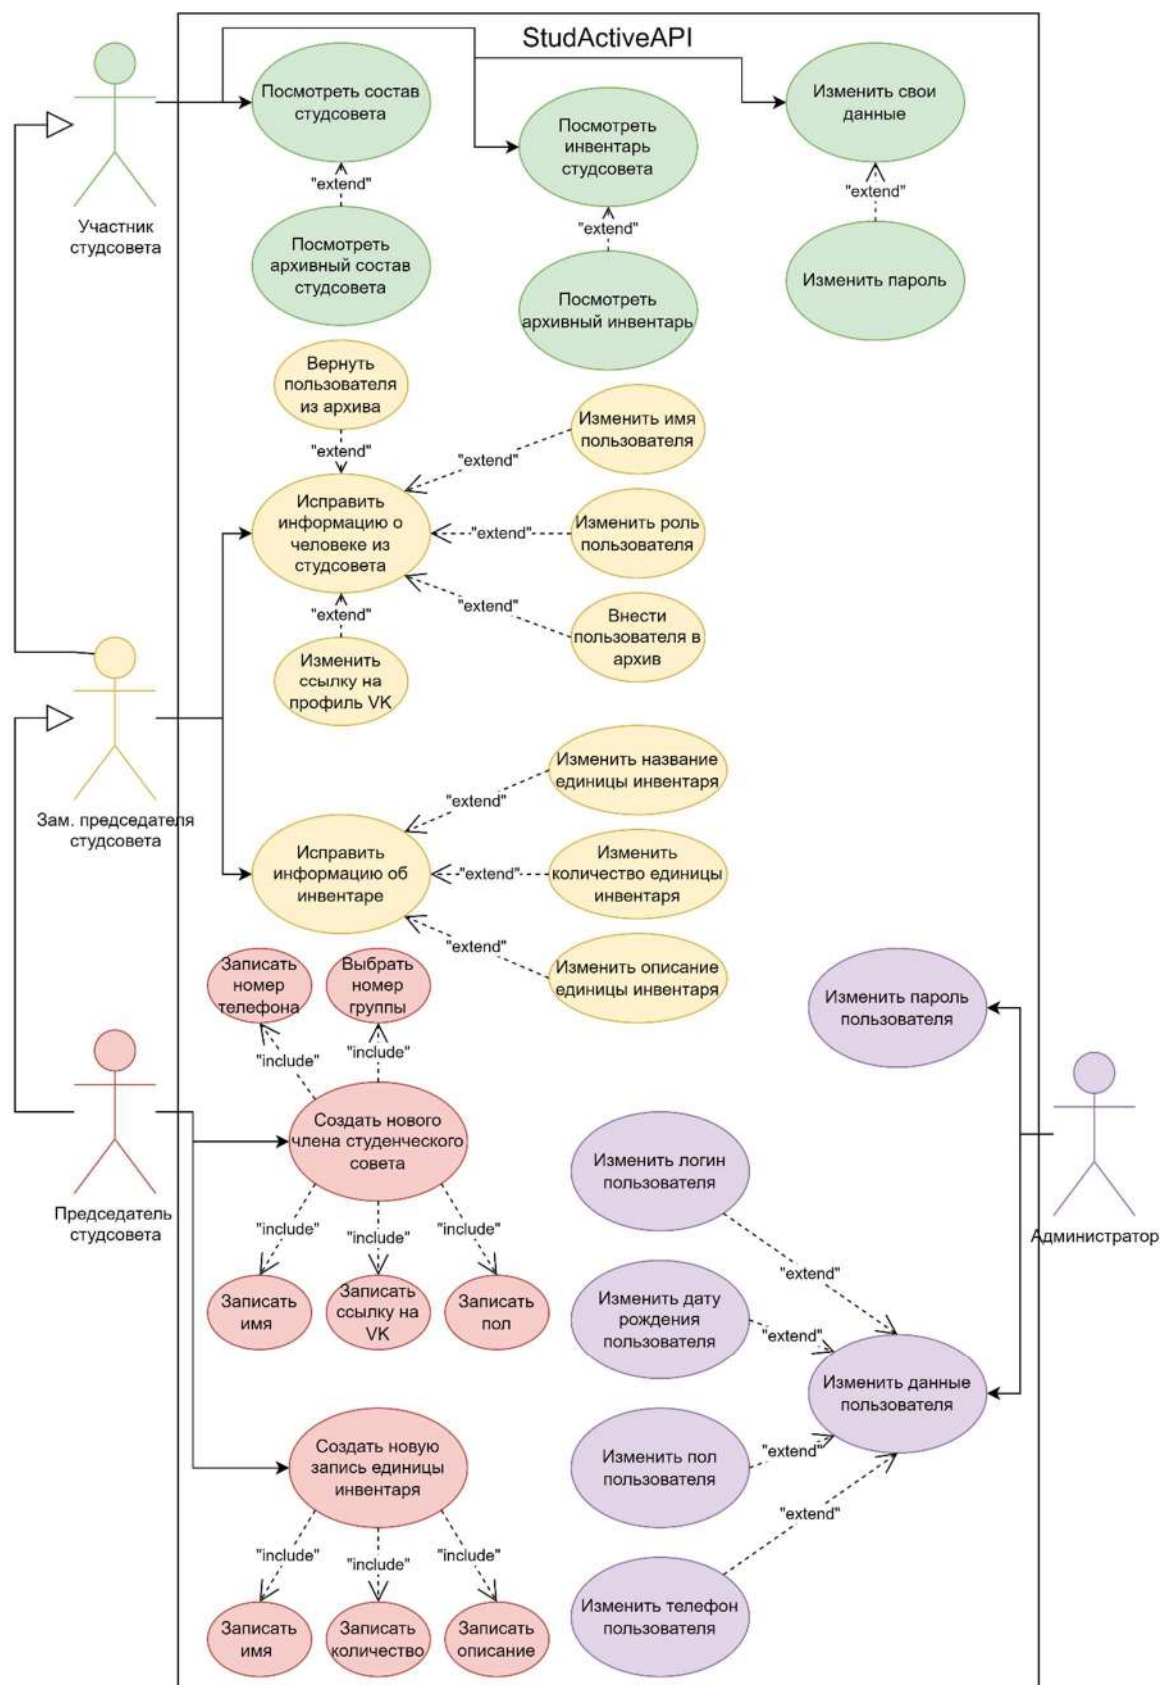 StudActiveAPI
Посмотреть состав
студсовета
Посмотреть
инвентарь
студсовета
Изменить свои
данные
"extend"
"extend"
"extend"
Участник
студсовета
Посмотреть
архивный состав
студсовета
Посмотреть
архивный инвентарь
Изменить пароль
Вернуть
пользователя
из архива
"extend"
Изменить имя
пользователя
"extend"
Исправить
информацию о
человеке из
студсовета
"extend"
Изменить роль
пользователя
"extend"
Внести
пользователя в
архив
"extend"
Изменить
ссылку на
профиль VK
Зам. председателя
студсовета
Изменить название
единицы инвентаря
"extend"
Исправить
информацию об
инвентаре
"extend"
Изменить
количество единицы
инвентаря
"extend"
Изменить описание
единицы инвентаря
Записать
номер
телефона
Выбрать
номер
группы
"include"
"include"
Изменить пароль
пользователя
Создать нового
члена студенческого
совета
Председатель
студсовета
"include"
"include"
"include"
Записать
имя
Записать
ссылку на
VK
Записать
пол
Изменить логин
пользователя
Администратор
"extend"
Изменить дату
рождения
пользователя
"extend"
Изменить данные
пользователя
Создать новую
запись единицы
инвентаря
Изменить пол
пользователя
"extend"
"extend"
"include"
"include"
"include"
Записать
имя
Записать
количество
Записать
описание
Изменить телефон
пользователя